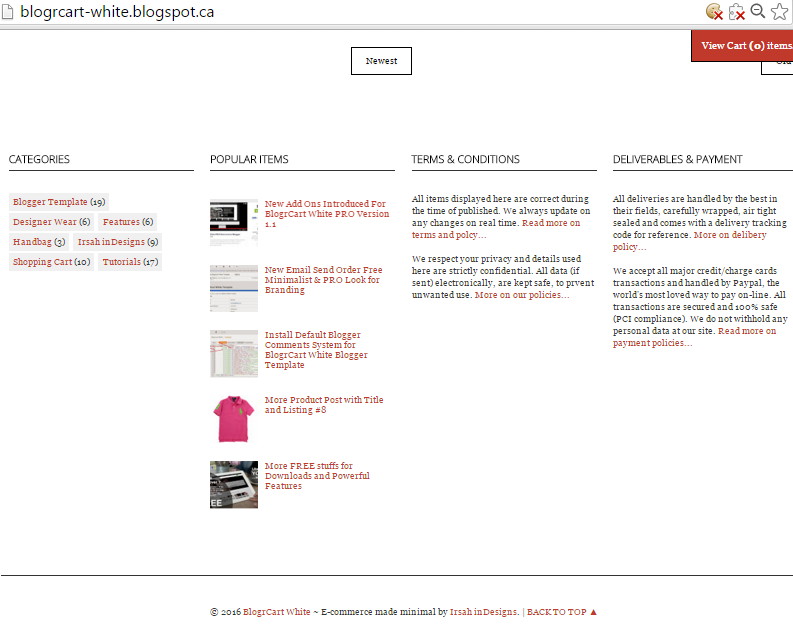 blogrcart-white.blogspot.ca
View Cart (0) items
Newest
CATEGORIES
Blogger Template (19)
Designer Wear (6) Features (6)
Handbag (3) Irsah inDesigns (9)
Shopping Cart (10) Tutorials (17)
POPULAR ITEMS
New Add Ons Introduced For
BlogrCart White PRO Version
1.1
New Email Send Order Free
Minimalist & PRO Look for
Branding
Install Default Blogger
Comments System for
BlogrCart White Blogger
Template
More Product Post with Title
and Listing #8
More FREE stuffs for
Downloads and Powerful
Features
TERMS & CONDITIONS
All items displayed here are correct during
the time of published. We always update on
any changes on real time. Read more on
terms and polcy...
We respect your privacy and details used
here are strictly confidential. All data (if
sent) electronically, are kept safe, to prvent
unwanted use. More on our policies...
DELIVERABLES & PAYMENT
All deliveries are handled by the best in
their fields, carefully wrapped, air tight
sealed and comes with a delivery tracking
code for reference. More on delibery
policy...
We accept all major credit/charge cards
transactions and handled by Paypal, the
world's most loved way to pay on-line. All
transactions are secured and 100% safe
(PCI compliance). We do not withhold any
personal data at our site. Read more on
payment policies...
© 2016 BlogrCart White ~ E-commerce made minimal by Irsah inDesigns. | BACK TO TOP ▲